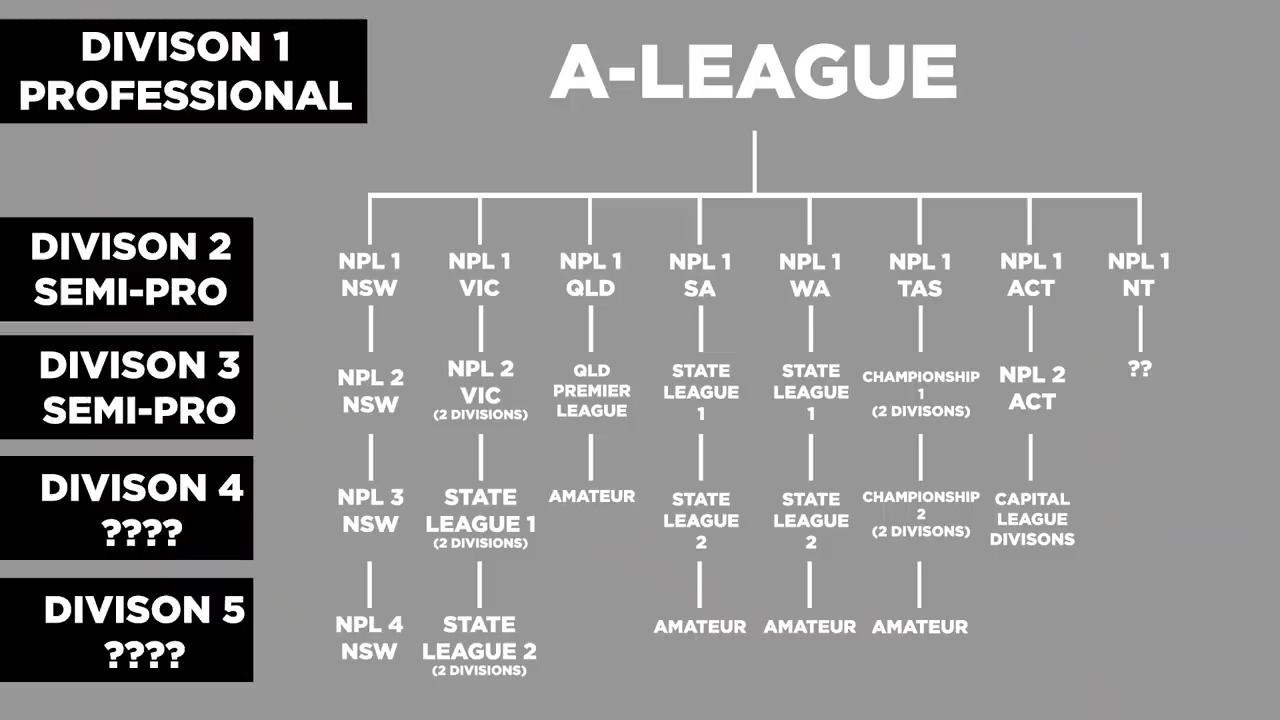 DIVISON 1
PROFESSIONAL
A-LEAGUE
DIVISON 2
SEMI-PRO
NPL 1
NSW
NPL 1
VIC
NPL 1
QLD
NPL 1
SA
NPL 1
WA
NPL 1
TAS
NPL 1
ACT
NPL 1
NT
DIVISON 3
SEMI-PRO
NPL 2
NSW
NPL 2
VIC
(2 DIVISIONS)
QLD
PREMIER
LEAGUE
STATE
LEAGUE
1
STATE
LEAGUE
1
CHAMPIONSHIP
1
(2 DIVISONS)
NPL 2
ACT
??
DIVISON 4
????
NPL 3
NSW
STATE
LEAGUE 1
(2 DIVISIONS)
AMATEUR
STATE
LEAGUE
2
STATE
LEAGUE
2
CHAMPIONSHIP
2
(2 DIVISONS)
CAPITAL
LEAGUE
DIVISONS
DIVISON 5
????
NPL 4
NSW
STATE
LEAGUE 2
(2 DIVISIONS)
AMATEUR
AMATEUR
AMATEUR